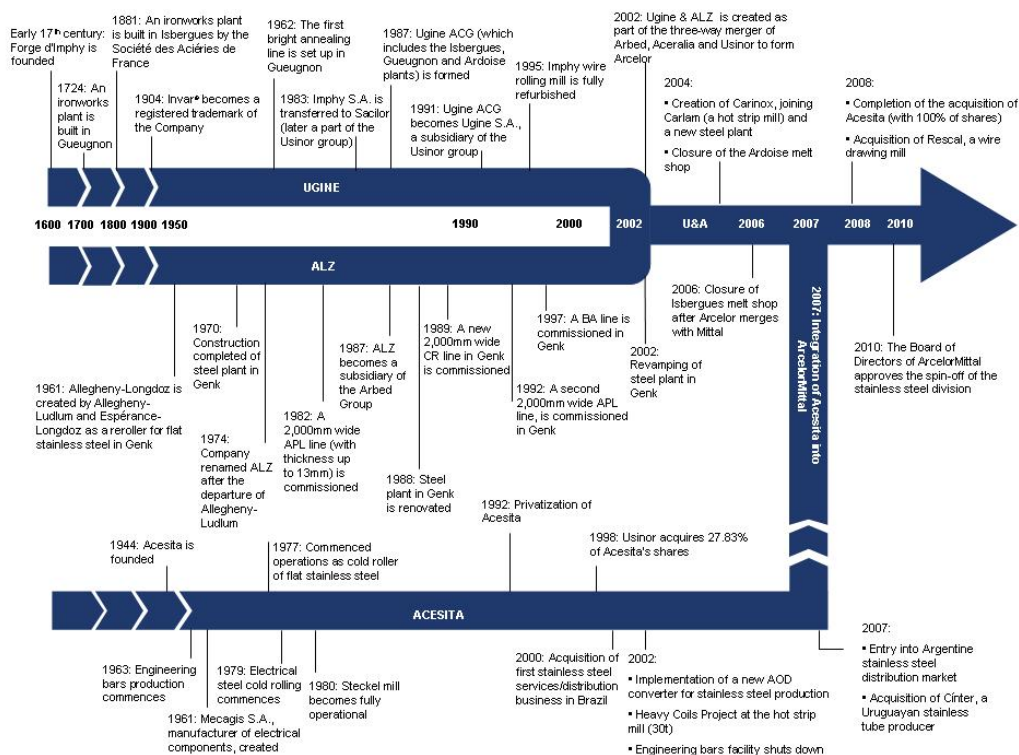 Early 17th century:
Forge d'Imphy is
founded
1724: An
ironworks
plant is
built in
Gueugnon
1881: An ironworks plant
is built in Isbergues by the
Société des Aciéries de
France
1904: Invar® becomes a
registered trademark of
the Company
1962: The first
bright annealing
line is set up in
Gueugnon
1983: Imphy S.A. is
transferred to Sacilor
(later a part of the
Usinor group)
1987: Ugine ACG (which
includes the Isbergues,
Gueugnon and Ardoise
plants) is formed
1991: Ugine ACG
becomes Ugine S.A.,
a subsidiary of the
Usinor group
1995: Imphy wire
rolling mill is fully
refurbished
2002: Ugine & ALZ is created as
part of the three-way merger of
Arbed, Aceralia and Usinor to form
Arcelor
2004:
▪ Creation of Carinox, joining
Carlam (a hot strip mill) and
a new steel plant
▪ Closure of the Ardoise melt
shop
2008:
▪ Completion of the acquisition of
Acesita (with 100% of shares)
▪ Acquisition of Rescal, a wire
drawing mill
UGINE
1600 1700 1800 1900 1950 1990 2000 2002 U&A 2006 2007 2008 2010
ALZ
1961: Allegheny-Longdoz is
created by Allegheny-
Ludlum and Espérance-
Longdoz as a reroller for flat
stainless steel in Genk
1970:
Construction
completed of
steel plant in
Genk
1974:
Company
renamed ALZ
after the
departure of
Allegheny-
Ludlum
1982: A
2,000mm wide
APL line (with
thickness up
to 13mm) is
commissioned
1987: ALZ
becomes a
subsidiary of
the Arbed
Group
1988: Steel
plant in Genk
is renovated
1989: A new
2,000mm wide
CR line in Genk
is commissioned
1992: A second
2,000mm wide APL
line, is commissioned
in Genk
1997: A BA line is
commissioned in
Genk
2002:
Revamping of
steel plant in
Genk
2006: Closure of
Isbergues melt shop
after Arcelor merges
with Mittal
2007: Integration of Acesita into
ArcelorMittal
2010: The Board of
Directors of ArcelorMittal
approves the spin-off of the
stainless steel division
1944: Acesita is
founded
1977: Commenced
operations as cold roller
of flat stainless steel
1992: Privatization of
Acesita
1998: Usinor acquires 27.83%
of Acesita's shares
ACESITA
1963: Engineering
bars production
commences
1961: Mecagis S.A.,
manufacturer of electrical
components, created
1979: Electrical
steel cold rolling
commences
1980: Steckel mill
becomes fully
operational
2000: Acquisition of
first stainless steel
services/distribution
business in Brazil
2002:
▪ Implementation of a new AOD
converter for stainless steel production
▪ Heavy Coils Project at the hot strip
mill (30t)
▪ Engineering bars facility shuts down
2007:
▪ Entry into Argentine
stainless steel
distribution market
▪ Acquisition of Cínter, a
Uruguayan stainless
tube producer